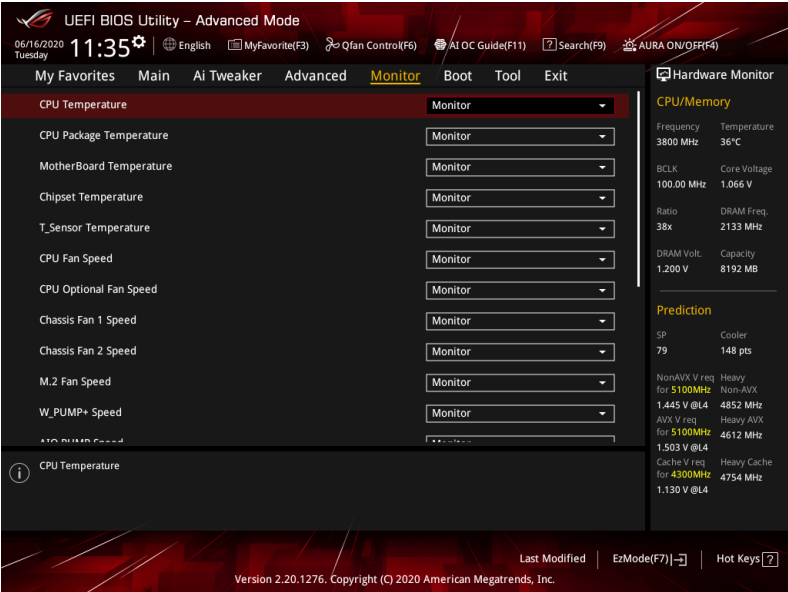 UEFI BIOS Utility – Advanced Mode
06/16/2020 Tuesday 11:35 English MyFavorite(F3) Qfan Control(F6) AI OC Guide(F11) ? Search(F9) AURA ON/OFF(F4)
My Favorites Main Ai Tweaker Advanced Monitor Boot Tool Exit
CPU Temperature Monitor
CPU Package Temperature Monitor
MotherBoard Temperature Monitor
Chipset Temperature Monitor
T_Sensor Temperature Monitor
CPU Fan Speed Monitor
CPU Optional Fan Speed Monitor
Chassis Fan 1 Speed Monitor
Chassis Fan 2 Speed Monitor
M.2 Fan Speed Monitor
W_PUMP+ Speed Monitor
AIO PUMP Speed Monitor
i CPU Temperature
Hardware Monitor
CPU/Memory
Frequency Temperature
3800 MHz 36°C
BCLK Core Voltage
100.00 MHz 1.066 V
Ratio DRAM Freq.
38x 2133 MHz
DRAM Volt. Capacity
1.200 V 8192 MB
Prediction
SP Cooler
79 148 pts
NonAVX V req Heavy
for 5100MHz Non-AVX
1.445 V @L4 4852 MHz
AVX V req Heavy AVX
for 5100MHz 4612 MHz
1.503 V @L4
Cache V req Heavy Cache
for 4300MHz 4754 MHz
1.130 V @L4
Last Modified EzMode(F7) Hot Keys ?
Version 2.20.1276. Copyright (C) 2020 American Megatrends, Inc.